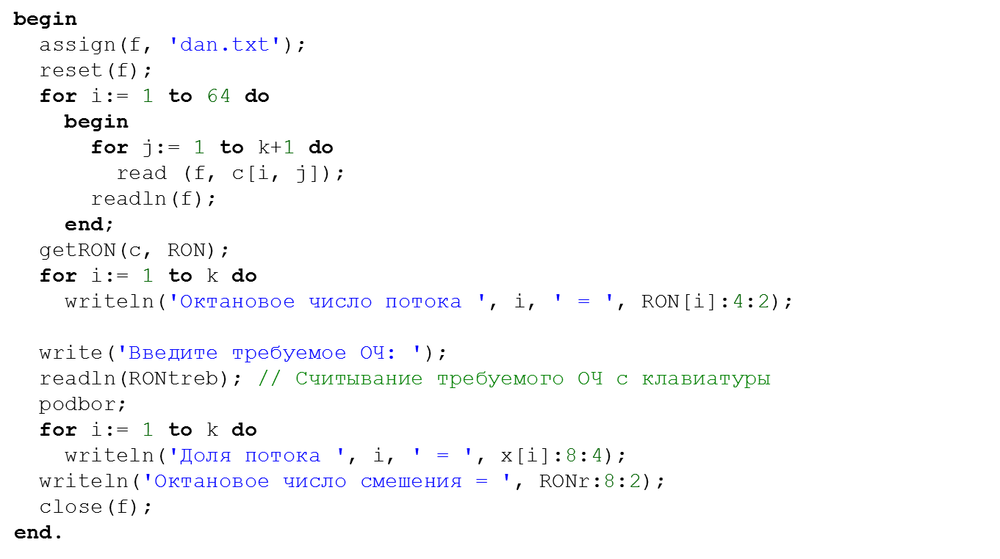 begin
assign(f, 'dan.txt');
reset(f);
for i:= 1 to 64 do
begin
for j:= 1 to k+1 do
read (f, c[i, j]);
readln(f);
end;
getRON(c, RON);
for i:= 1 to k do
writeln('Октановое число потока ', i, ' = ', RON[i]:4:2);
write('Введите требуемое ОЧ: ');
readln(RONtreb); // Считывание требуемого ОЧ с клавиатуры
podbor;
for i:= 1 to k do
writeln('Доля потока ', i, ' = ', x[i]:8:4);
writeln('Октановое число смешения = ', RONr:8:2);
close(f);
end.